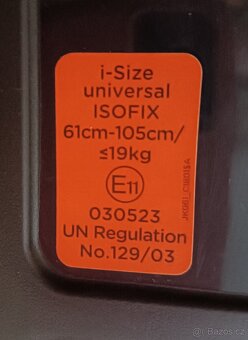 i-Size
universal
ISOFIX
61cm-105cm/
≤19kg
E11
030523
UN Regulation
No.129/03